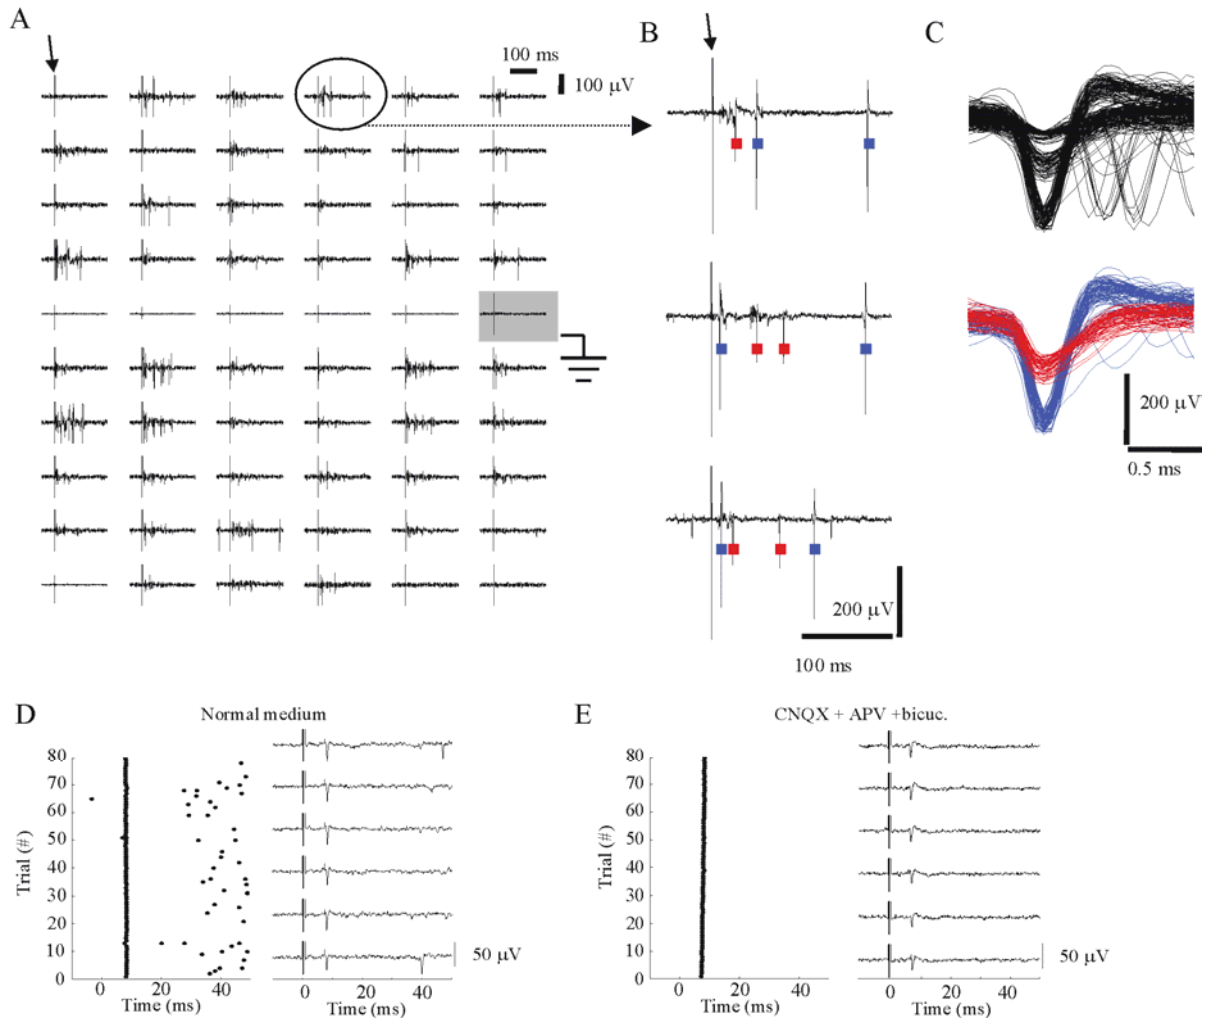 A
100 ms
100 μV
B
C
200 μV
0.5 ms
200 μV
100 ms
D
Normal medium
80
70
60
50
40
30
20
10
0
Trial (#)
0
20
40
Time (ms)
0
20
40
Time (ms)
50 μV
E
CNQX + APV +bicuc.
80
70
60
50
40
30
20
10
0
Trial (#)
0
20
40
Time (ms)
0
20
40
Time (ms)
50 μV